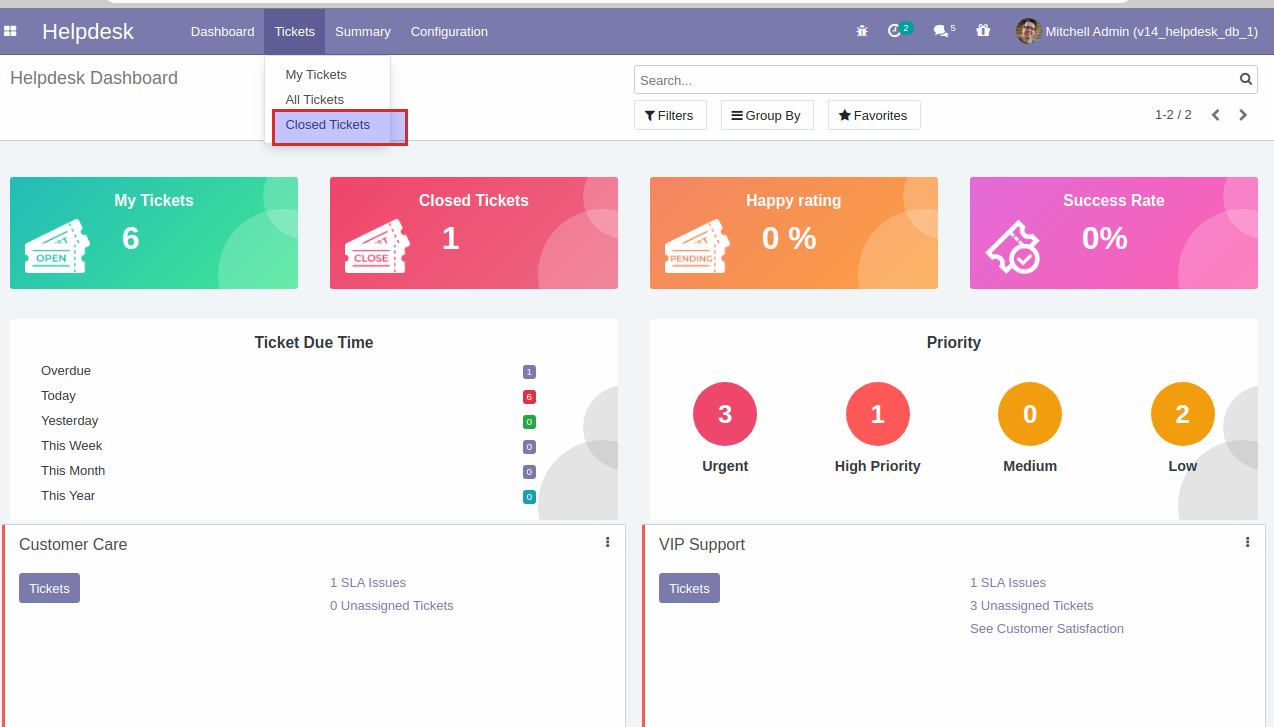 Helpdesk
Dashboard
Tickets
Summary
Configuration
2
5
Mitchell Admin (v14_helpdesk_db_1)
Helpdesk Dashboard
My Tickets
All Tickets
Closed Tickets
Search...
Filters
Group By
Favorites
1-2 / 2
My Tickets
6
OPEN
Closed Tickets
1
CLOSE
Happy rating
0 %
PENDING
Success Rate
0%
Ticket Due Time
Overdue 1
Today 6
Yesterday 0
This Week 0
This Month 0
This Year 0
Priority
3
Urgent
1
High Priority
0
Medium
2
Low
Customer Care
Tickets
1 SLA Issues
0 Unassigned Tickets
VIP Support
Tickets
1 SLA Issues
3 Unassigned Tickets
See Customer Satisfaction